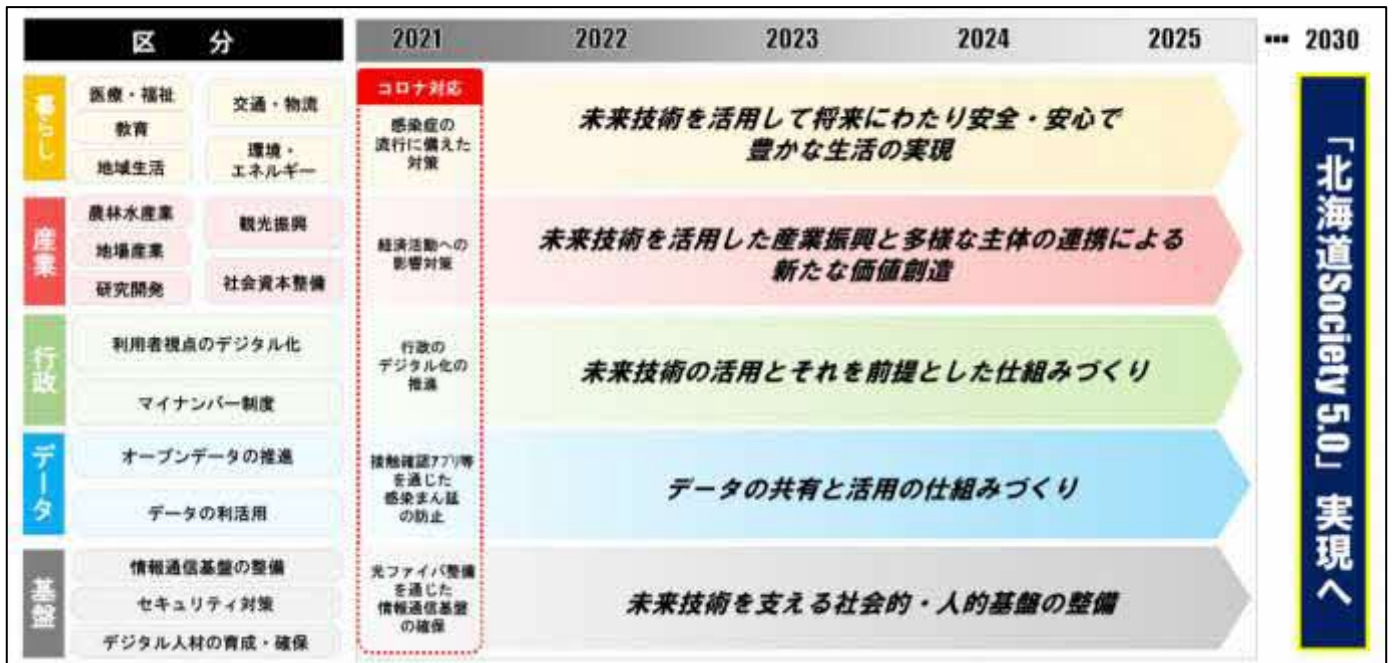 区 分
2021
2022
2023
2024
2025
… 2030
暮らし
医療・福祉
教育
地域生活
交通・物流
環境・
エネルギー
コロナ対応
感染症の
流行に備えた
対策
未来技術を活用して将来にわたり安全・安心で
豊かな生活の実現
産業
農林水産業
地場産業
研究開発
観光振興
社会資本整備
経済活動への
影響対策
未来技術を活用した産業振興と多様な主体の連携による
新たな価値創造
行政
利用者視点のデジタル化
マイナンバー制度
行政の
デジタル化の
推進
未来技術の活用とそれを前提とした仕組みづくり
データ
オープンデータの推進
データの利活用
接触確認アプリ等
を通じた
感染まん延
の防止
データの共有と活用の仕組みづくり
基盤
情報通信基盤の整備
セキュリティ対策
デジタル人材の育成・確保
光ファイバ整備
を通じた
情報通信基盤
の確保
未来技術を支える社会的・人的基盤の整備
「北海道Society 5.0」実現へ